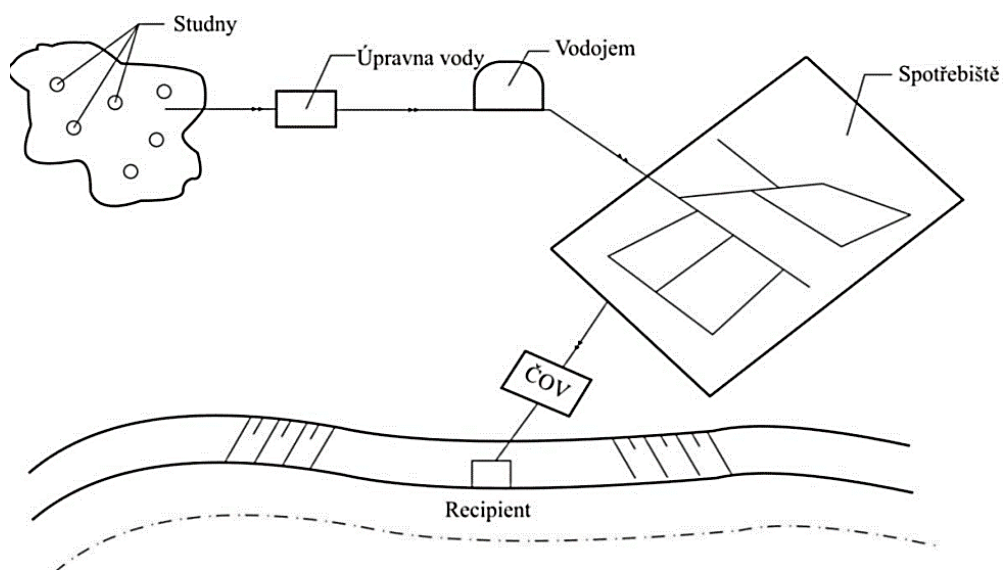 Studny
Úpravna vody
Vodojem
Spotřebiště
ČOV
Recipient